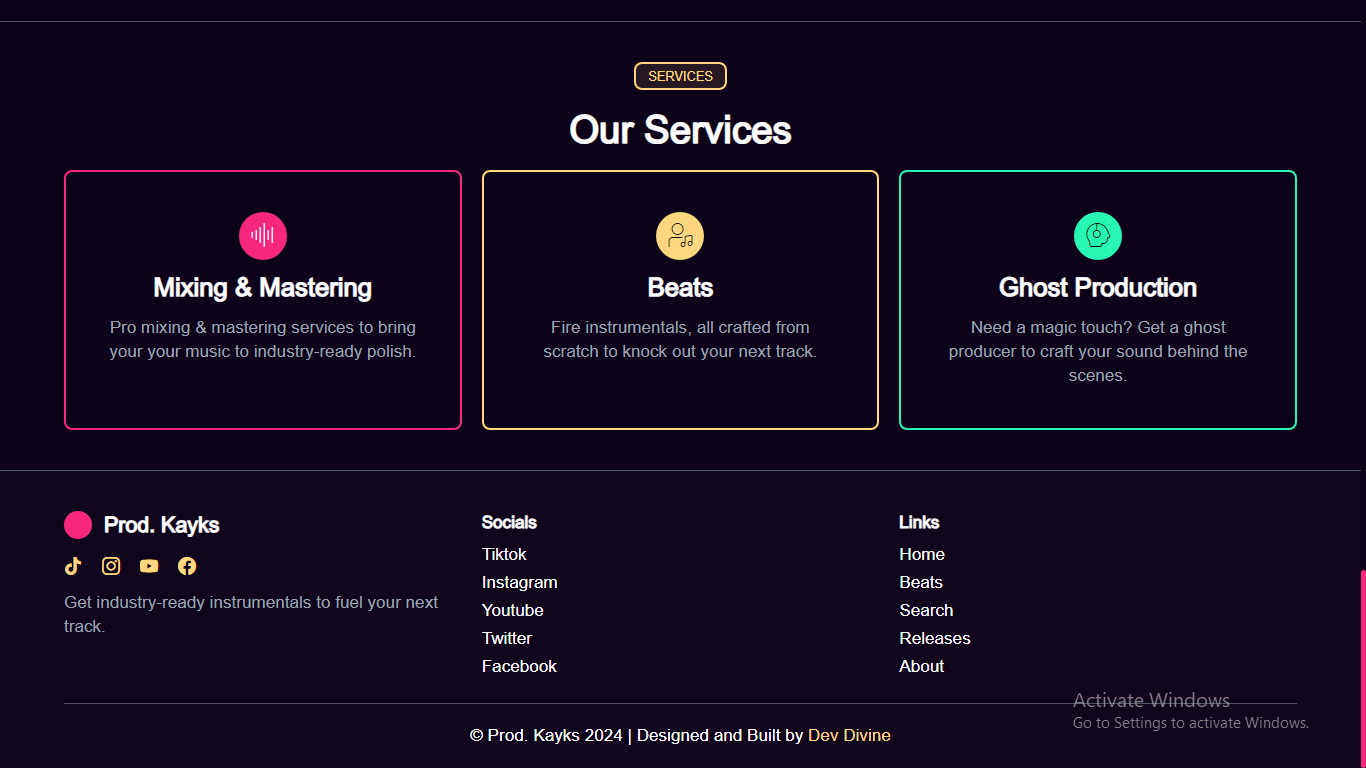 SERVICES
Our Services
Mixing & Mastering
Pro mixing & mastering services to bring
your your music to industry-ready polish.
Beats
Fire instrumentals, all crafted from
scratch to knock out your next track.
Ghost Production
Need a magic touch? Get a ghost
producer to craft your sound behind the
scenes.
Prod. Kayks
Get industry-ready instrumentals to fuel your next
track.
Socials
Tiktok
Instagram
Youtube
Twitter
Facebook
Links
Home
Beats
Search
Releases
About
Activate Windows
Go to Settings to activate Windows.
© Prod. Kayks 2024 | Designed and Built by Dev Divine